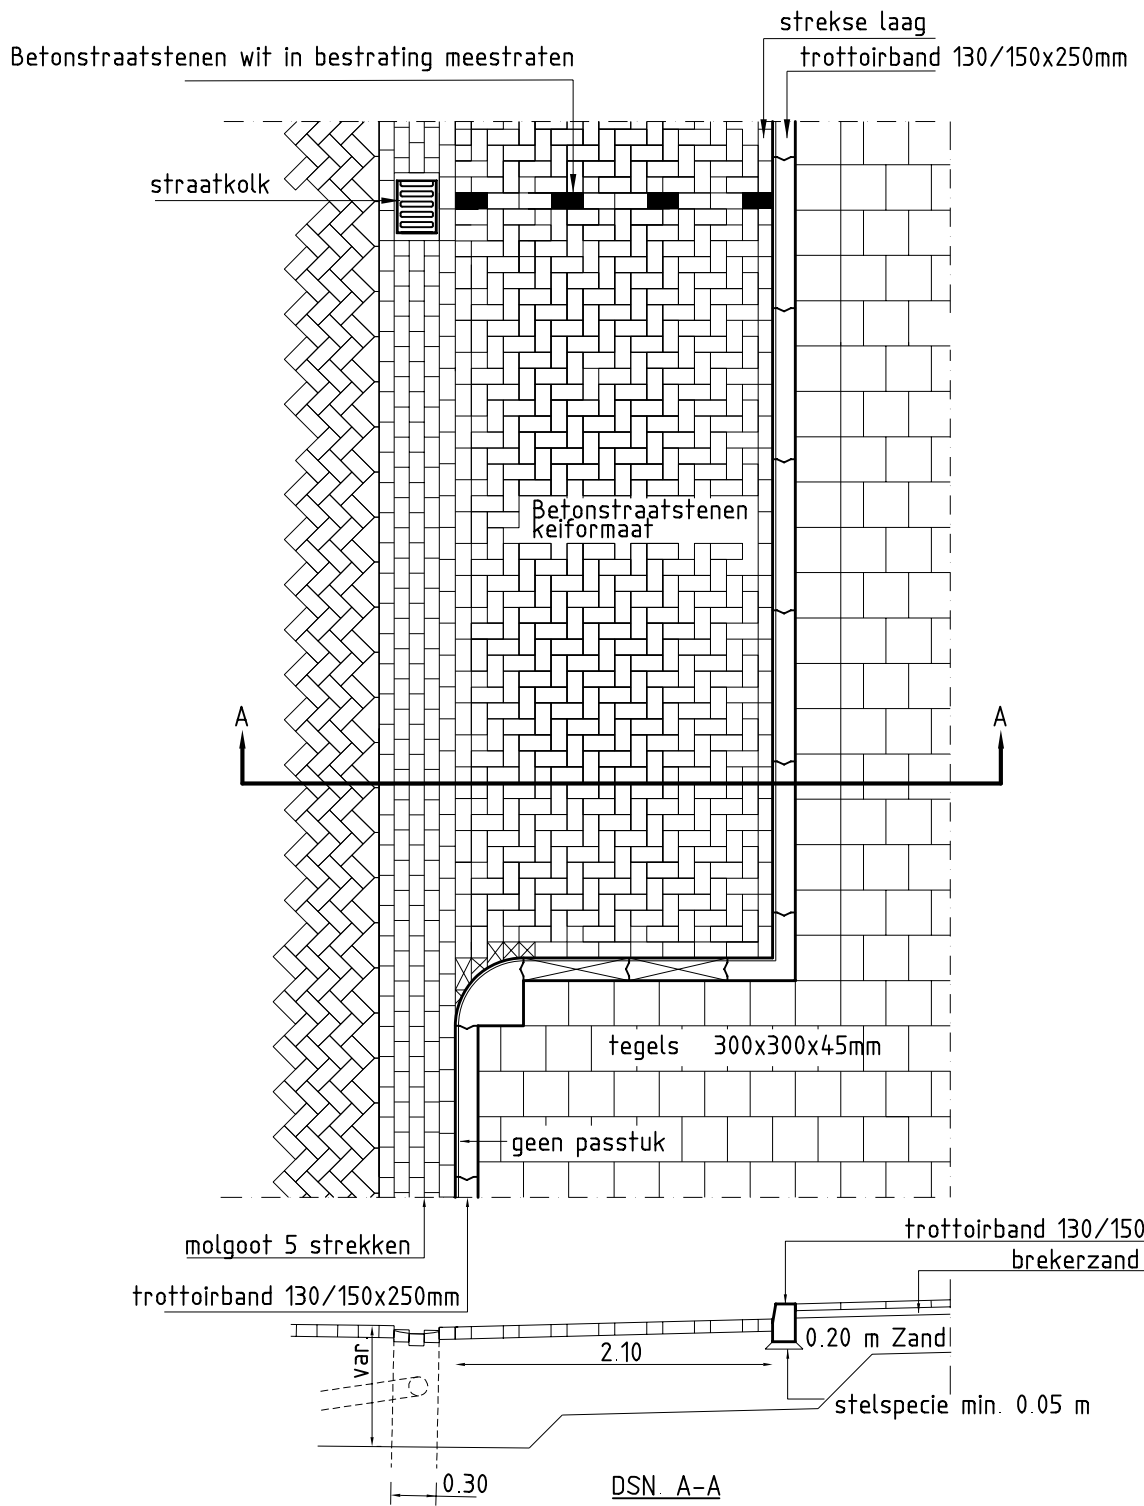 strekse laag
Betonstraatstenen wit in bestrating meestraten
trottoirband 130/150x250mm
straatkolk
Betonstraatstenen
keiformaat
A
A
tegels 300x300x45mm
geen passtuk
molgoot 5 strekken
trottoirband 130/150
brekerzand
trottoirband 130/150x250mm
var.
2.10
0.20 m Zand
stelspecie min. 0.05 m
0.30
DSN. A-A